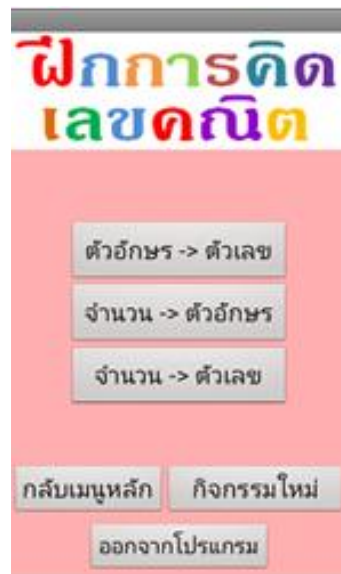 ฝึกการคิด
เลขคณิต
ตัวอักษร -> ตัวเลข
จำนวน -> ตัวอักษร
จำนวน -> ตัวเลข
กลับเมนูหลัก กิจกรรมใหม่
ออกจากโปรแกรม